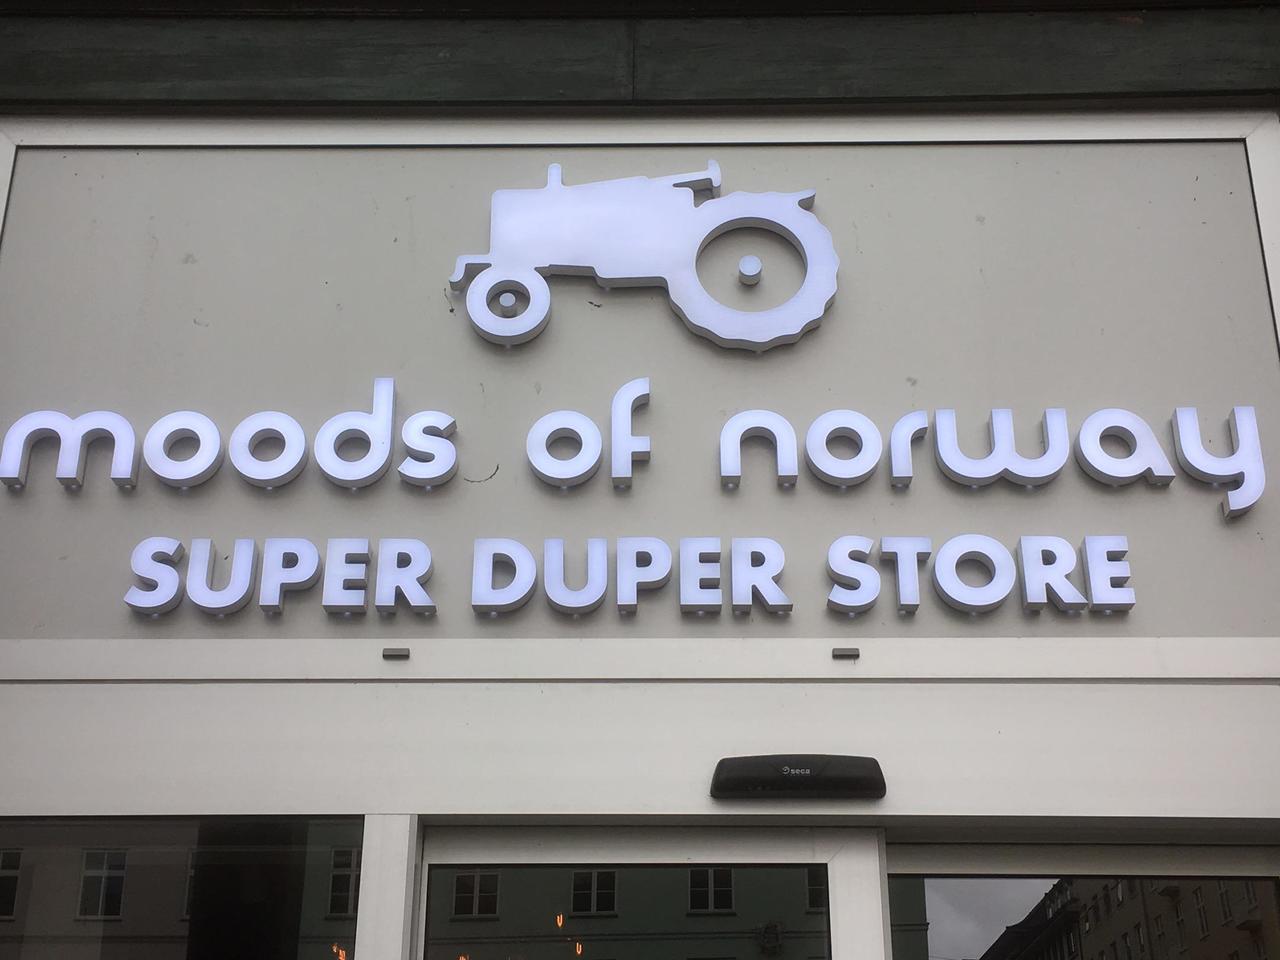 moods of norway
SUPER DUPER STORE
seca